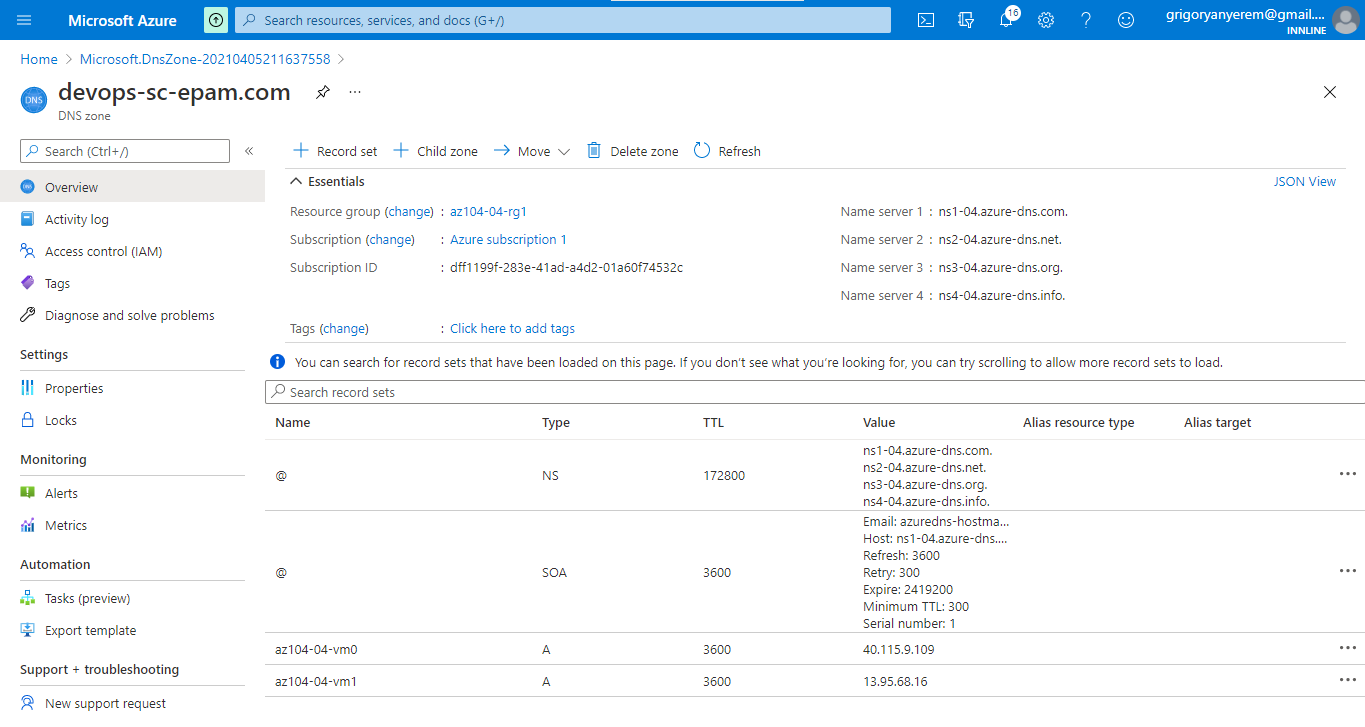 Microsoft Azure
Search resources, services, and docs (G+/)
16
grigoryanyerem@gmail....
INNLINE
Home > Microsoft.DnsZone-20210405211637558 >
DNS
devops-sc-epam.com
...
DNS zone
Search (Ctrl+/)
«
Overview
Activity log
Access control (IAM)
Tags
Diagnose and solve problems
Settings
Properties
Locks
Monitoring
Alerts
Metrics
Automation
Tasks (preview)
Export template
Support + troubleshooting
New support request
+ Record set + Child zone → Move Delete zone Refresh
Essentials
JSON View
Resource group (change) : az104-04-rg1
Subscription (change) : Azure subscription 1
Subscription ID : dff1199f-283e-41ad-a4d2-01a60f74532c
Name server 1 : ns1-04.azure-dns.com.
Name server 2 : ns2-04.azure-dns.net.
Name server 3 : ns3-04.azure-dns.org.
Name server 4 : ns4-04.azure-dns.info.
Tags (change) : Click here to add tags
You can search for record sets that have been loaded on this page. If you don't see what you're looking for, you can try scrolling to allow more record sets to load.
Search record sets
Name Type TTL Value Alias resource type Alias target
@ NS 172800
ns1-04.azure-dns.com.
ns2-04.azure-dns.net.
ns3-04.azure-dns.org.
ns4-04.azure-dns.info.
...
@ SOA 3600
Email: azuredns-hostma...
Host: ns1-04.azure-dns....
Refresh: 3600
Retry: 300
Expire: 2419200
Minimum TTL: 300
Serial number: 1
...
az104-04-vm0 A 3600 40.115.9.109 ...
az104-04-vm1 A 3600 13.95.68.16 ...